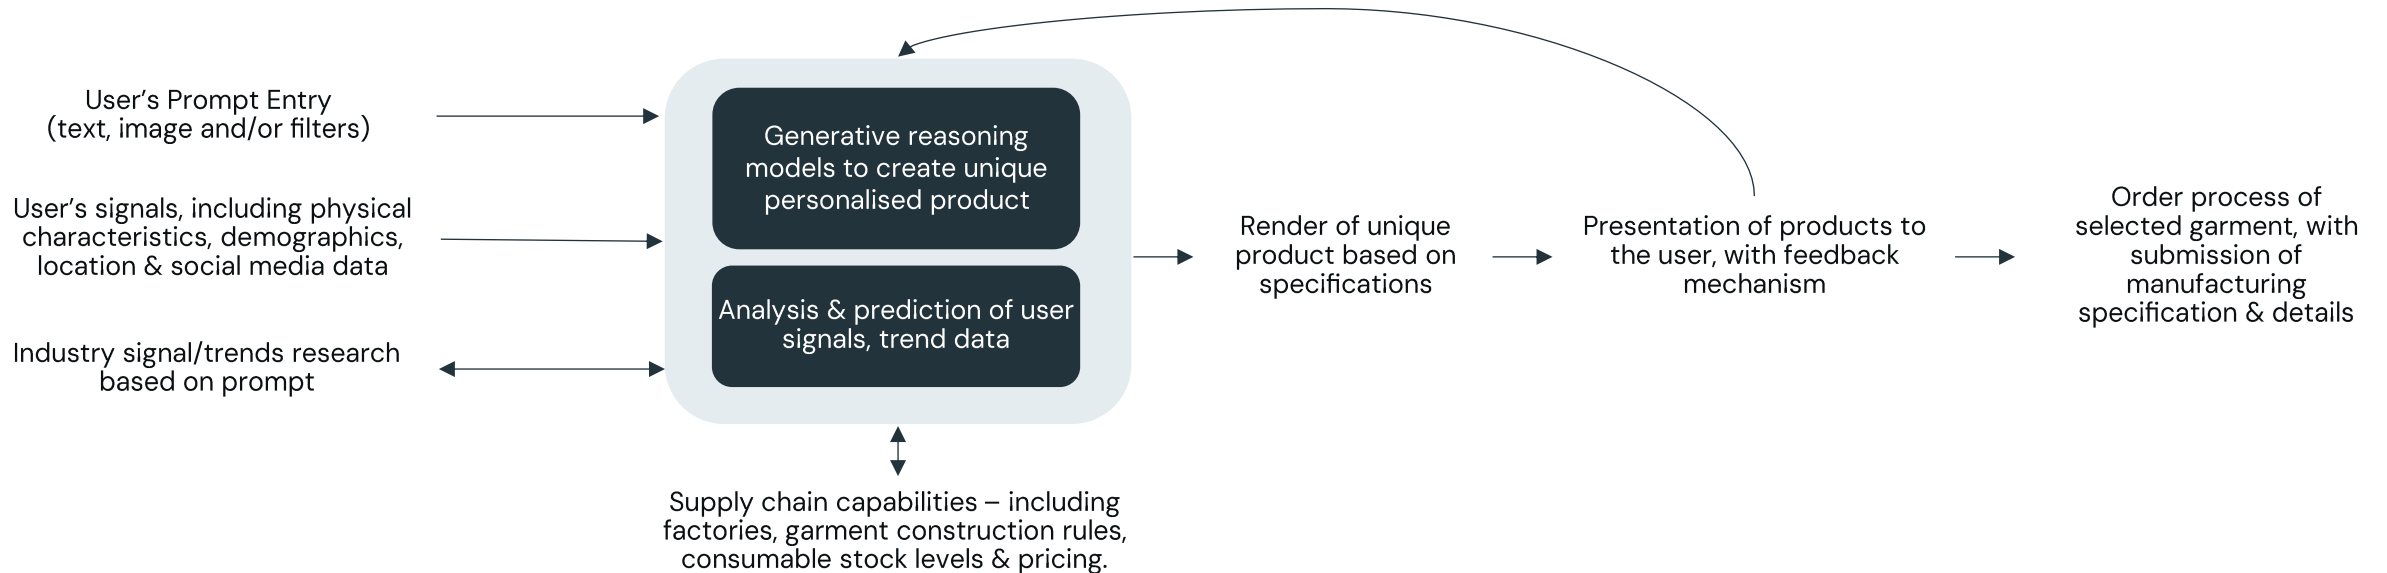 User’s Prompt Entry
(text, image and/or filters)
User’s signals, including physical
characteristics, demographics,
location & social media data
Industry signal/trends research
based on prompt
Generative reasoning
models to create unique
personalised product
Analysis & prediction of user
signals, trend data
Supply chain capabilities – including
factories, garment construction rules,
consumable stock levels & pricing.
Render of unique
product based on
specifications
Presentation of products to
the user, with feedback
mechanism
Order process of
selected garment, with
submission of
manufacturing
specification & details